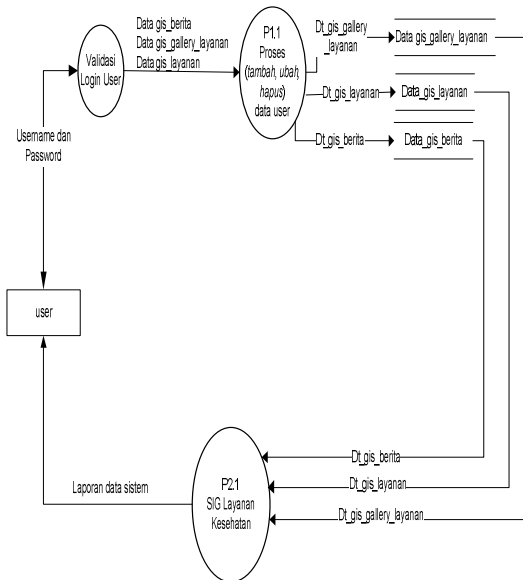 Data gis_berita
Data gis_gallery_layanan
Data gis_layanan
Validasi
Login User
P1.1
Proses
(tambah, ubah,
hapus)
data user
Dt_gis_gallery
_layanan
Data gis_gallery_layanan
Dt_gis_layanan
Data_gis_layanan
Dt_gis_berita
Data_gis_berita
Username dan
Password
user
Dt_gis_berita
Dt_gis_layanan
Dt_gis_gallery_layanan
P2.1
SIG Layanan
Kesehatan
Laporan data sistem